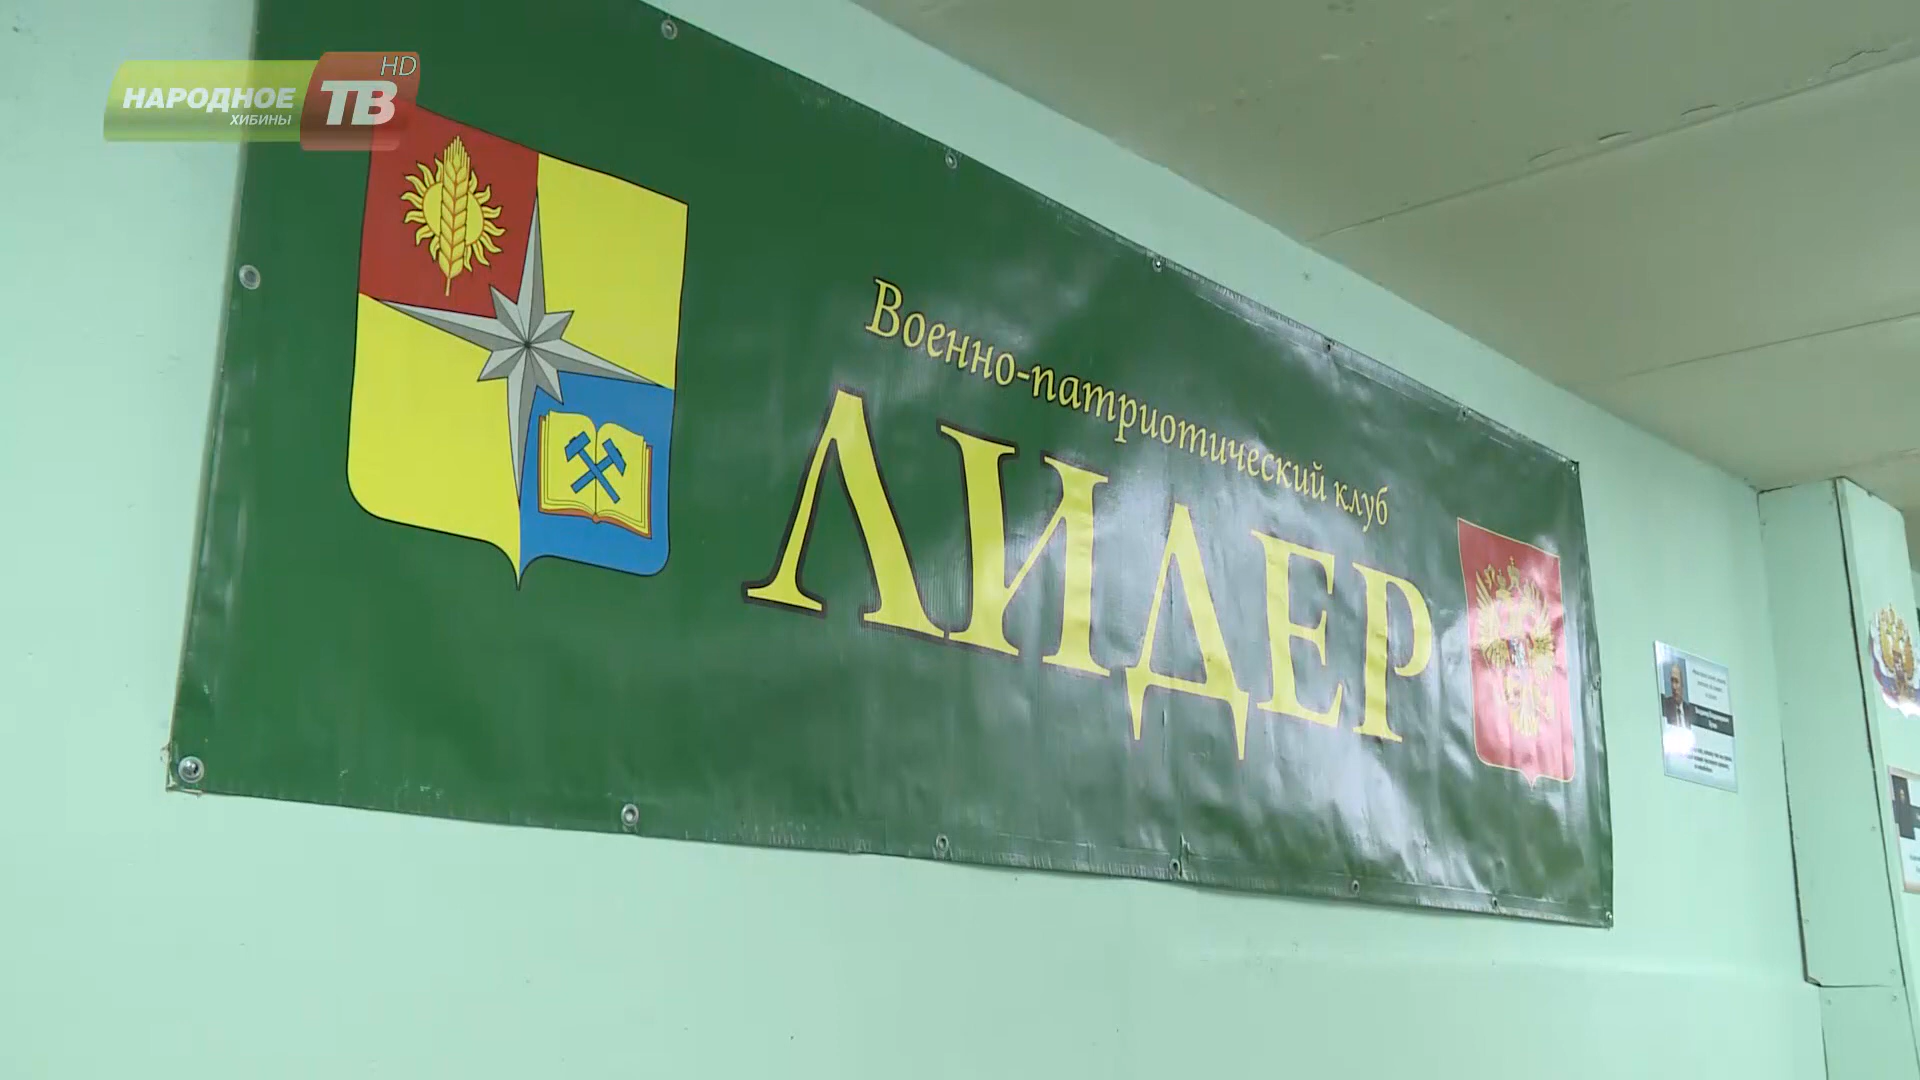 НАРОДНОЕ
ХИБИНЫ
ТВ
HD
Военно-патриотический клуб
ЛИДЕР